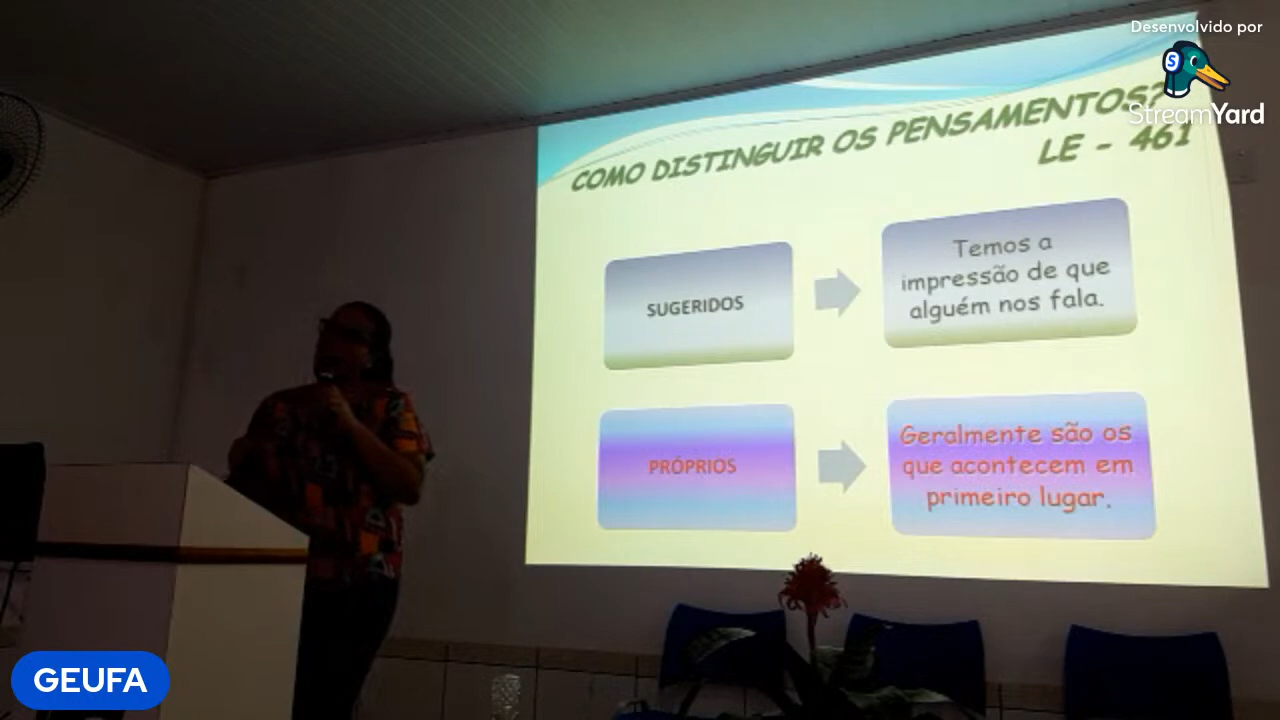 Desenvolvido por
StreamYard
COMO DISTINGUIR OS PENSAMENTOS?
LE - 461
SUGERIDOS
Temos a
impressão de que
alguém nos fala.
PRÓPRIOS
Geralmente são os
que acontecem em
primeiro lugar.
GEUFA